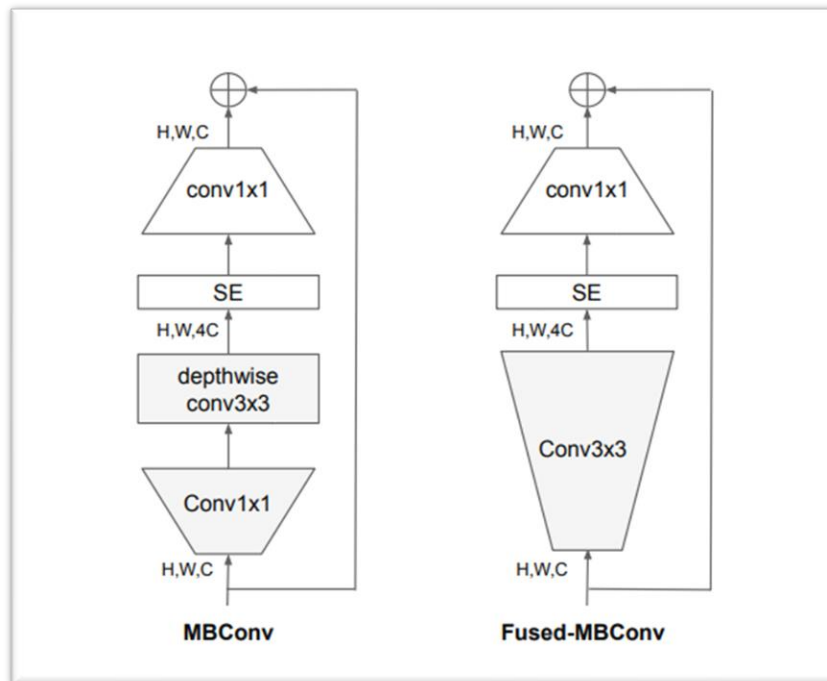 H,W,C
conv1x1
SE
H,W,4C
depthwise
conv3x3
Conv1x1
H,W,C
MBConv
H,W,C
conv1x1
SE
H,W,4C
Conv3x3
H,W,C
Fused-MBConv